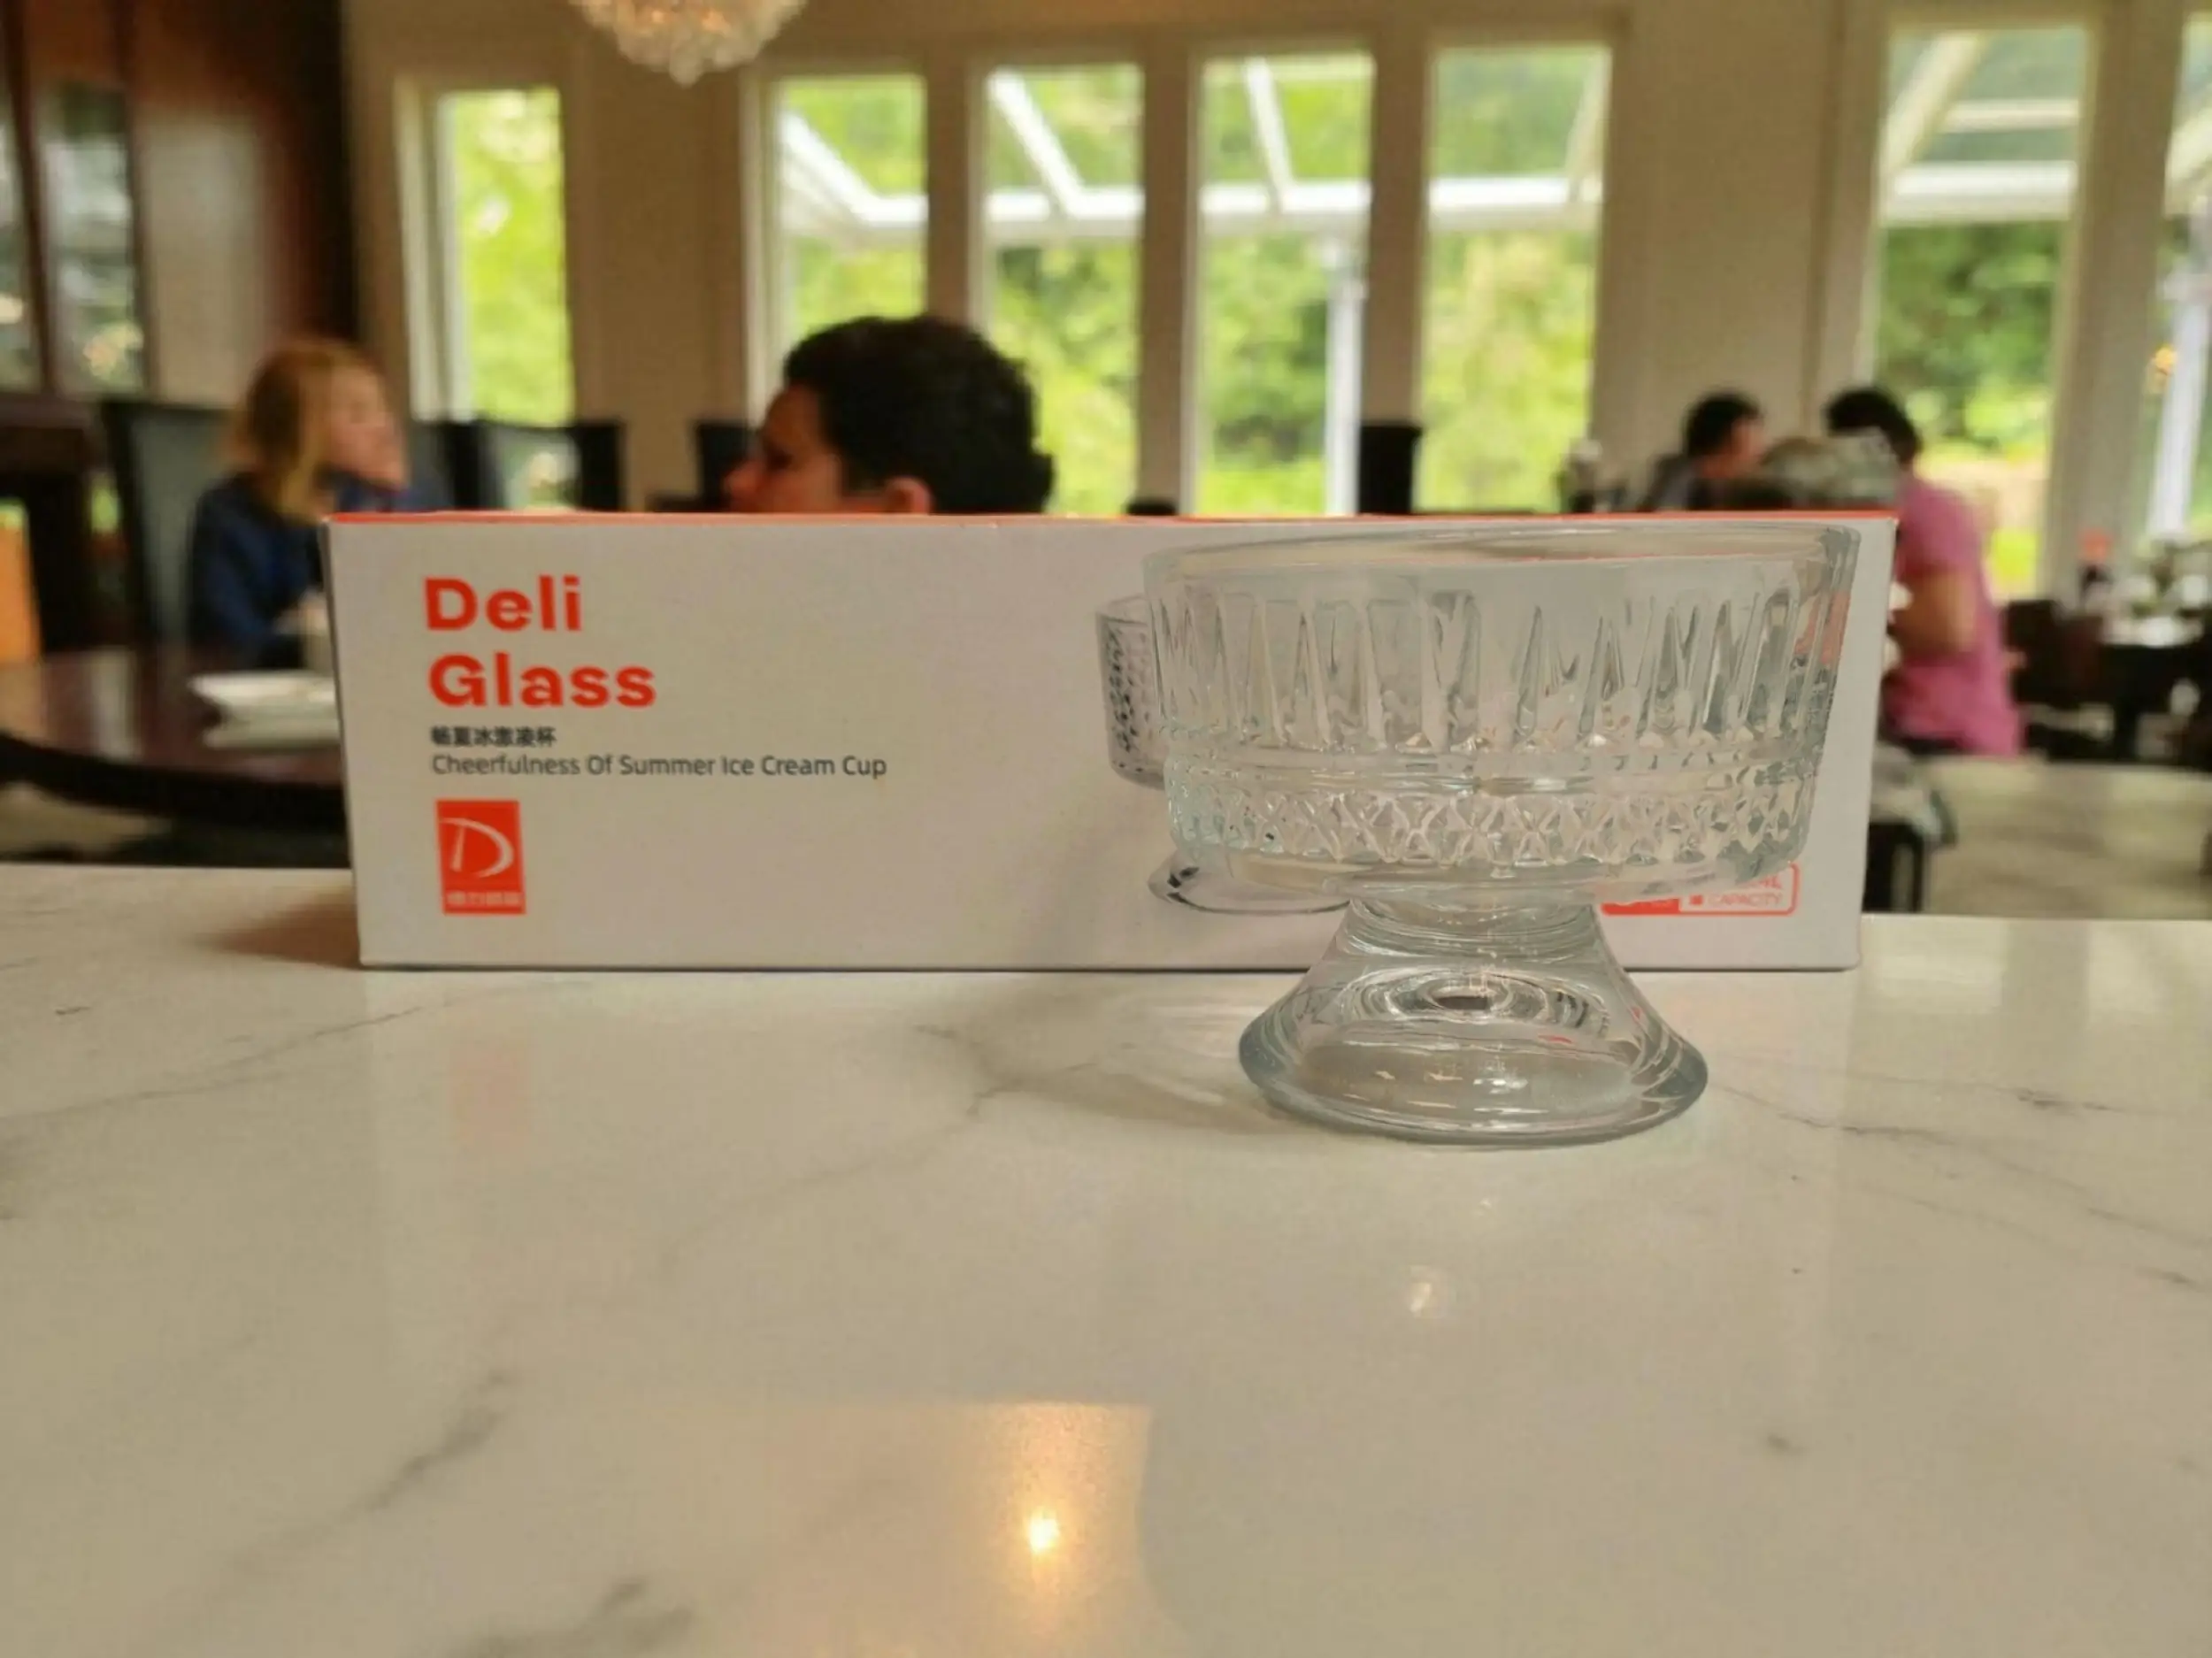 Deli
Glass
畅夏冰激凌杯
Cheerfulness Of Summer Ice Cream Cup
CAPACITY